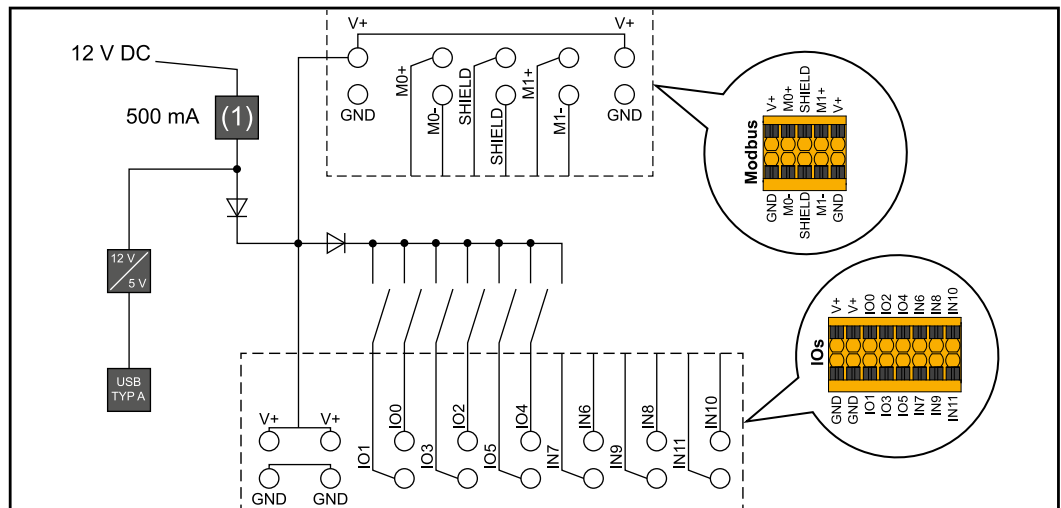 12 V DC
500 mA
(1)
12 V
5 V
USB
TYP A
V+
V+
M0+
SHIELD
M1+
GND
M0-
SHIELD
M1-
GND
Modbus
V+
M0+
SHIELD
M1+
V+
GND
M0-
SHIELD
M1-
GND
IOs
V+
V+
IO0
IO2
IO4
IN6
IN8
IN10
GND
GND
IO1
IO3
IO5
IN7
IN9
IN11
V+
V+
IO0
IO2
IO4
IN6
IN8
IN10
IO1
IO3
IO5
IN7
IN9
IN11
GND
GND